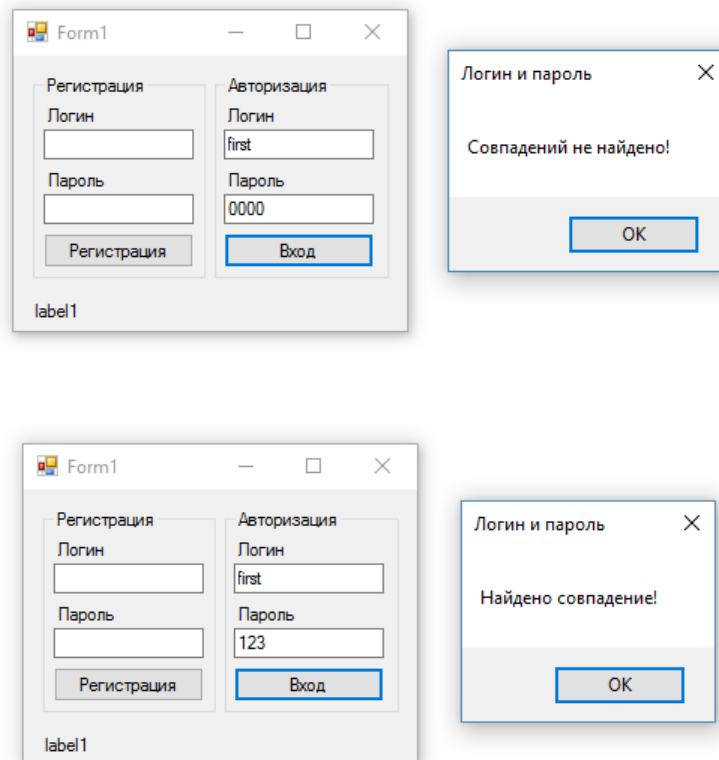 Form1
Регистрация
Логин
Пароль
Регистрация
Авторизация
Логин
first
Пароль
0000
Вход
label1
Логин и пароль
Совпадений не найдено!
OK
Form1
Регистрация
Логин
Пароль
Регистрация
Авторизация
Логин
first
Пароль
123
Вход
label1
Логин и пароль
Найдено совпадение!
OK